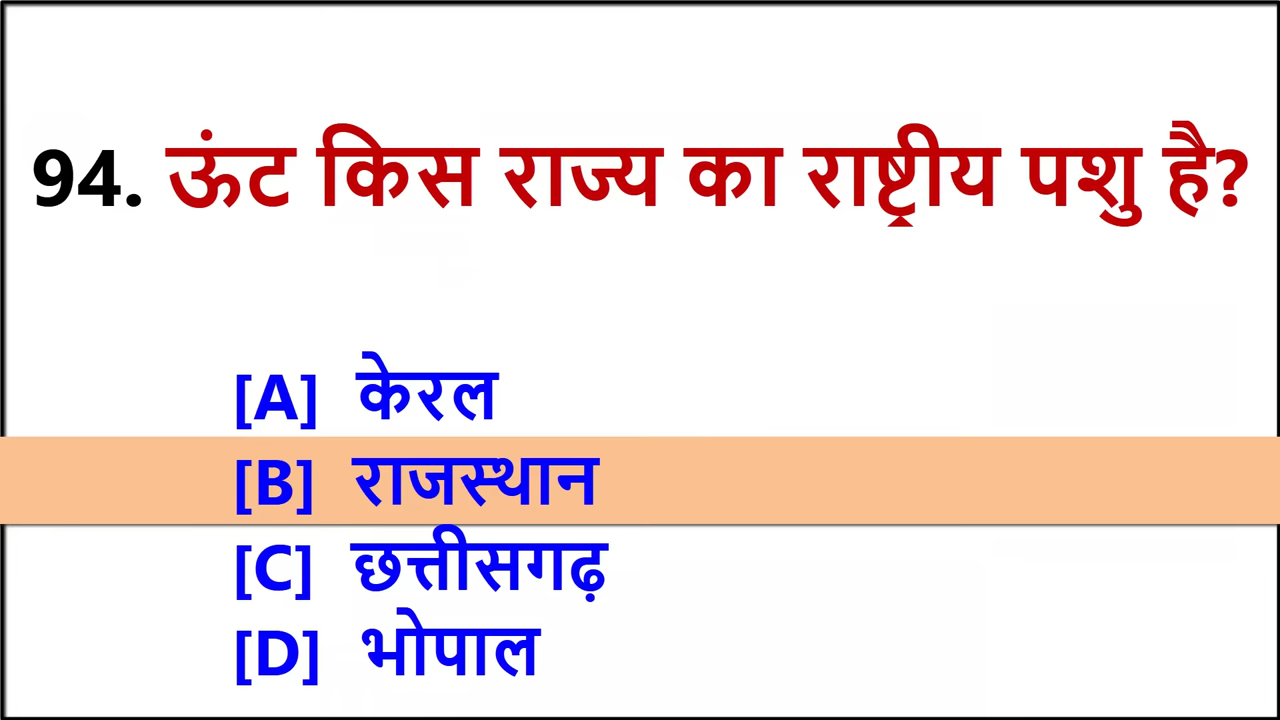 94. ऊंट किस राज्य का राष्ट्रीय पशु है?
[A] केरल
[B] राजस्थान
[C] छत्तीसगढ़
[D] भोपाल